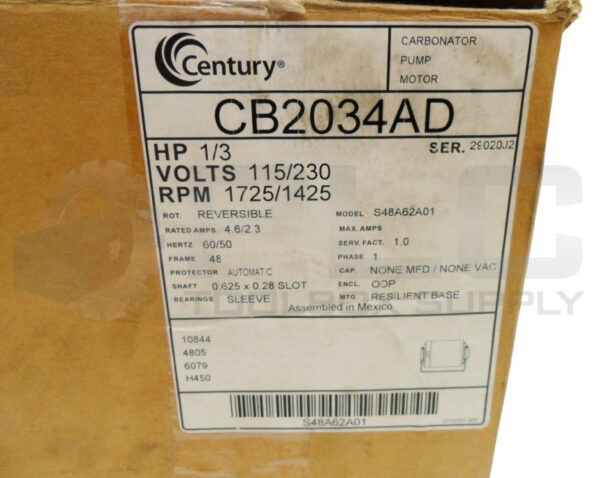 Century®
CARBONATOR
PUMP
MOTOR
CB2034AD
HP 1/3
SER. 29020J2
VOLTS 115/230
RPM 1725/1425
ROT. REVERSIBLE MODEL S48A62A01
RATED AMPS. 4.6/2.3 MAX. AMPS
HERTZ 60/50 SERV. FACT. 1.0
FRAME 48 PHASE 1
PROTECTOR AUTOMATIC CAP. NONE MFD / NONE VAC
SHAFT 0.625 x 0.28 SLOT ENCL. ODP
BEARINGS SLEEVE MTG. RESILIENT BASE
Assembled in Mexico
10844
4805
6079
H450
S48A62A01
TOOLBOX SUPPLY